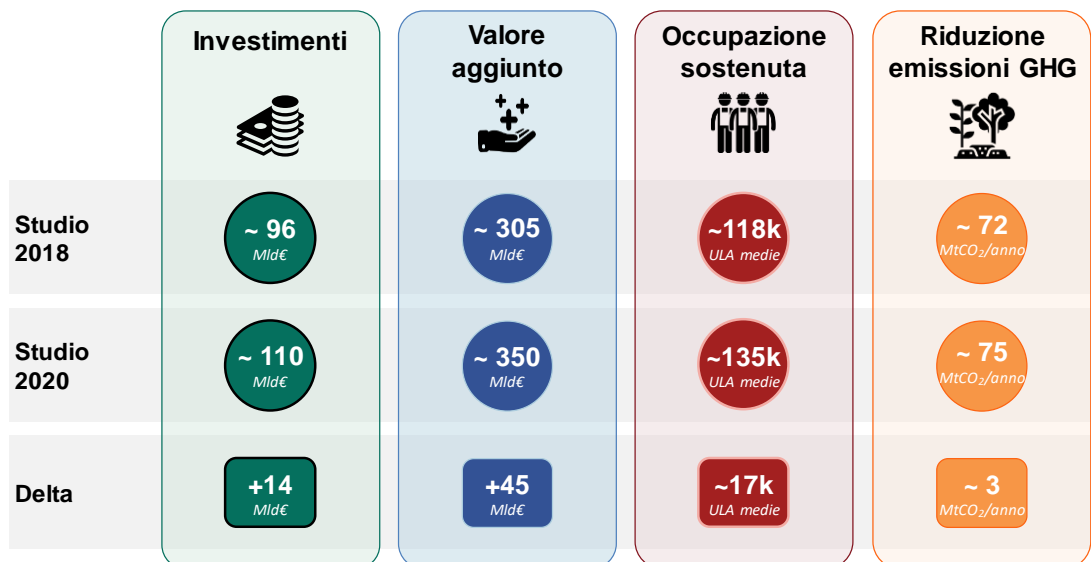 Investimenti
Valore
aggiunto
Occupazione
sostenuta
Riduzione
emissioni GHG
Studio
2018
~ 96
Mld€
~ 305
Mld€
~118k
ULA medie
~ 72
MtCO₂/anno
Studio
2020
~ 110
Mld€
~ 350
Mld€
~135k
ULA medie
~ 75
MtCO₂/anno
Delta
+14
Mld€
+45
Mld€
~17k
ULA medie
~ 3
MtCO₂/anno